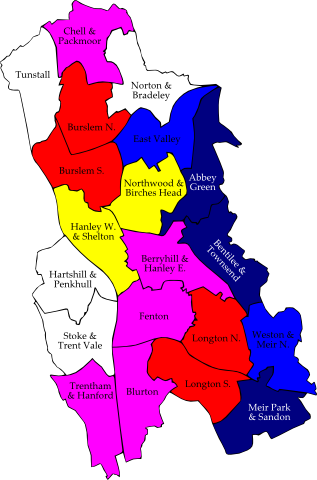 Chell &
Packmoor
Tunstall
Norton &
Bradeley
Burslem N.
East Valley
Burslem S.
Northwood &
Birches Head
Abbey
Green
Hanley W.
& Shelton
Bentilee &
Townsend
Berryhill &
Hanley E.
Hartshill &
Penkhull
Fenton
Stoke &
Trent Vale
Longton N.
Weston &
Meir N.
Trentham
& Hanford
Blurton
Longton S.
Meir Park
& Sandon